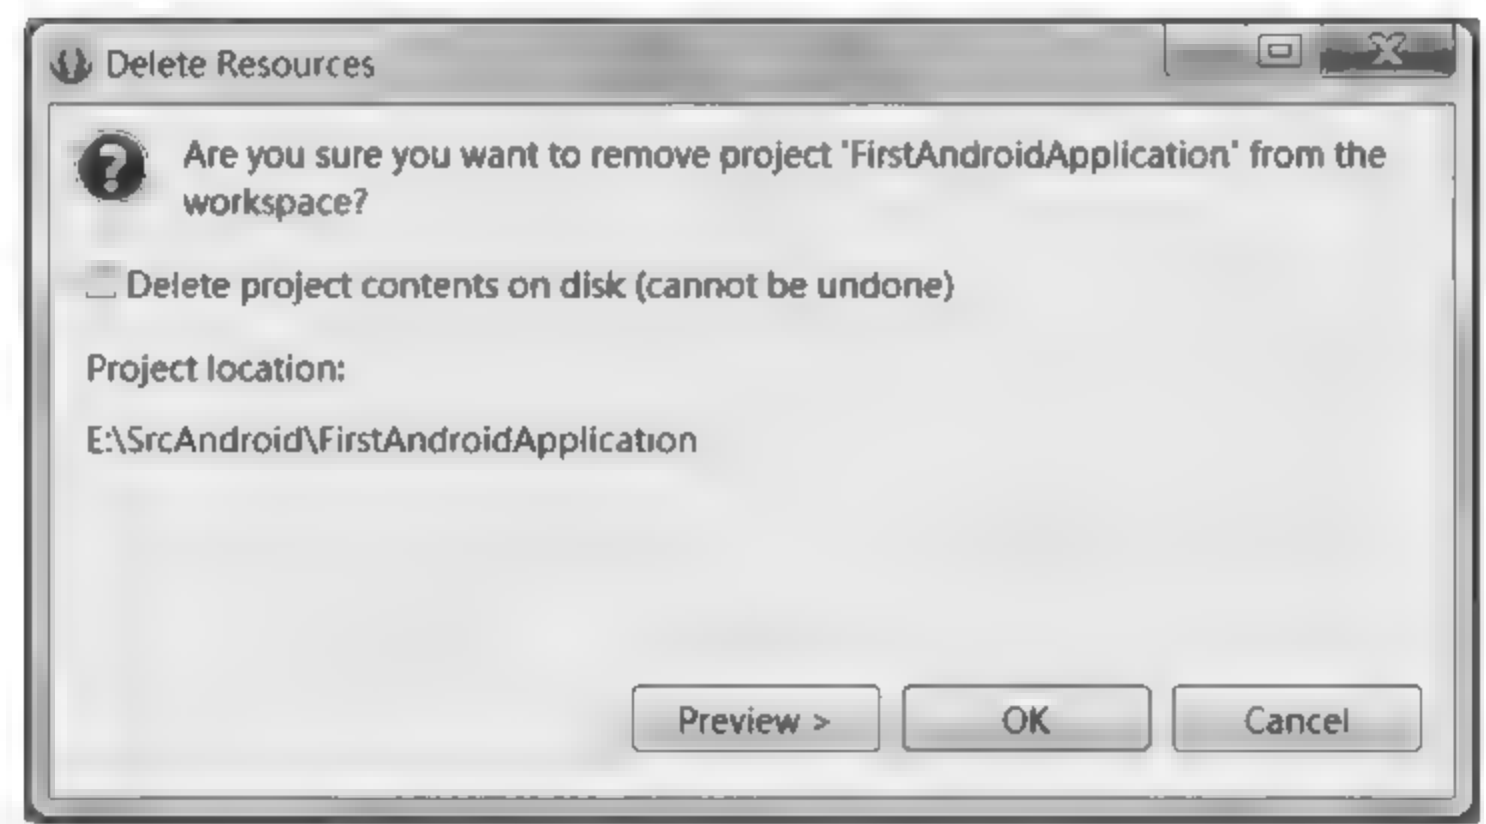 Delete Resources
Are you sure you want to remove project 'FirstAndroidApplication' from the
workspace?
Delete project contents on disk (cannot be undone)
Project location:
E:\SrcAndroid\FirstAndroidApplication
Preview >
OK
Cancel